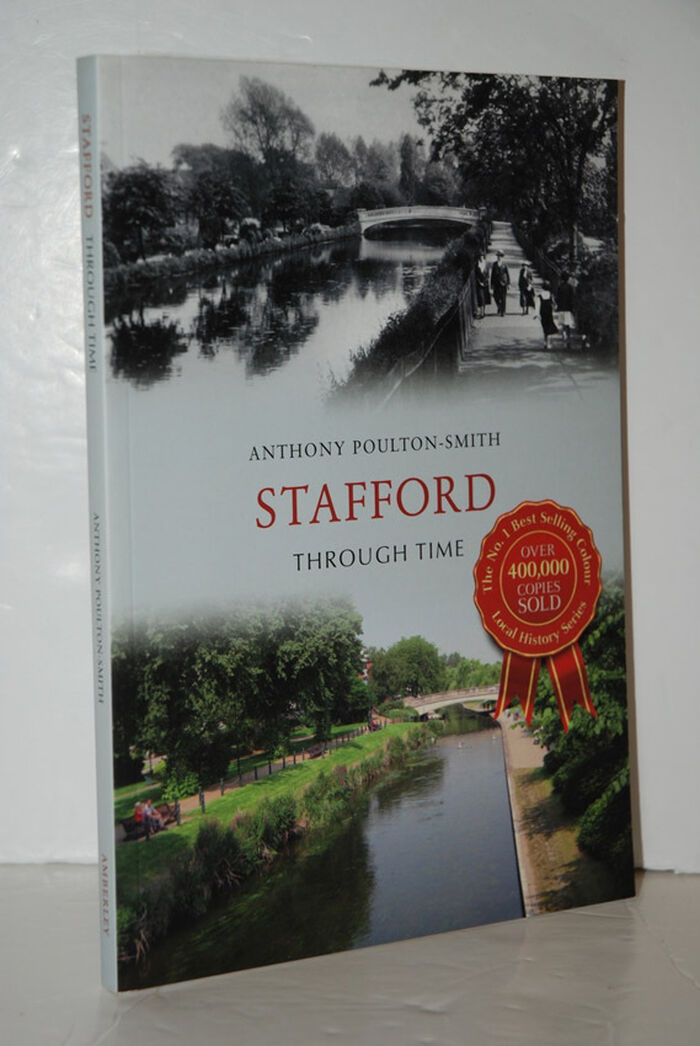 STAFFORD THROUGH TIME
ANTHONY POULTON-SMITH
AMBERLEY
ANTHONY POULTON-SMITH
STAFFORD
THROUGH TIME
The No. 1 Best Selling Colour
OVER
400,000
COPIES
SOLD
Local History Series